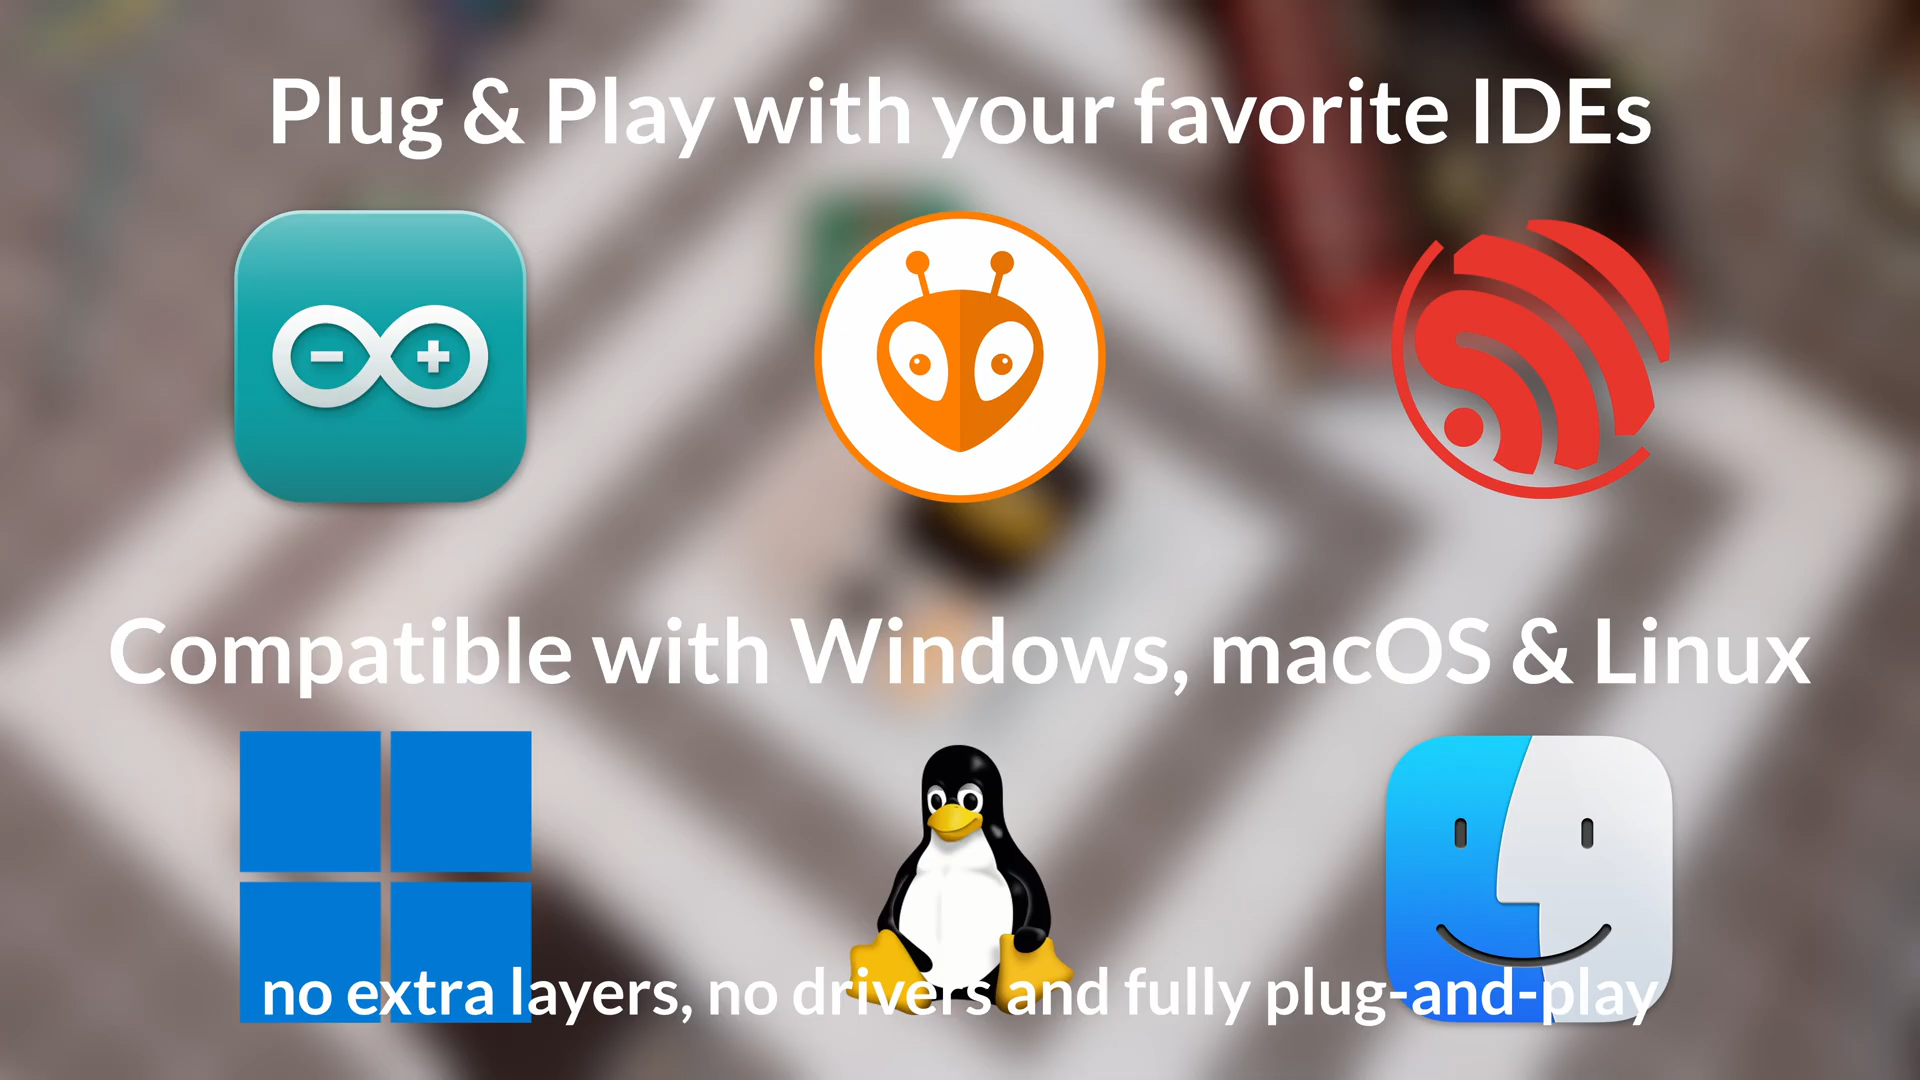 Plug & Play with your favorite IDEs
Compatible with Windows, macOS & Linux
no extra layers, no drivers and fully plug-and-play